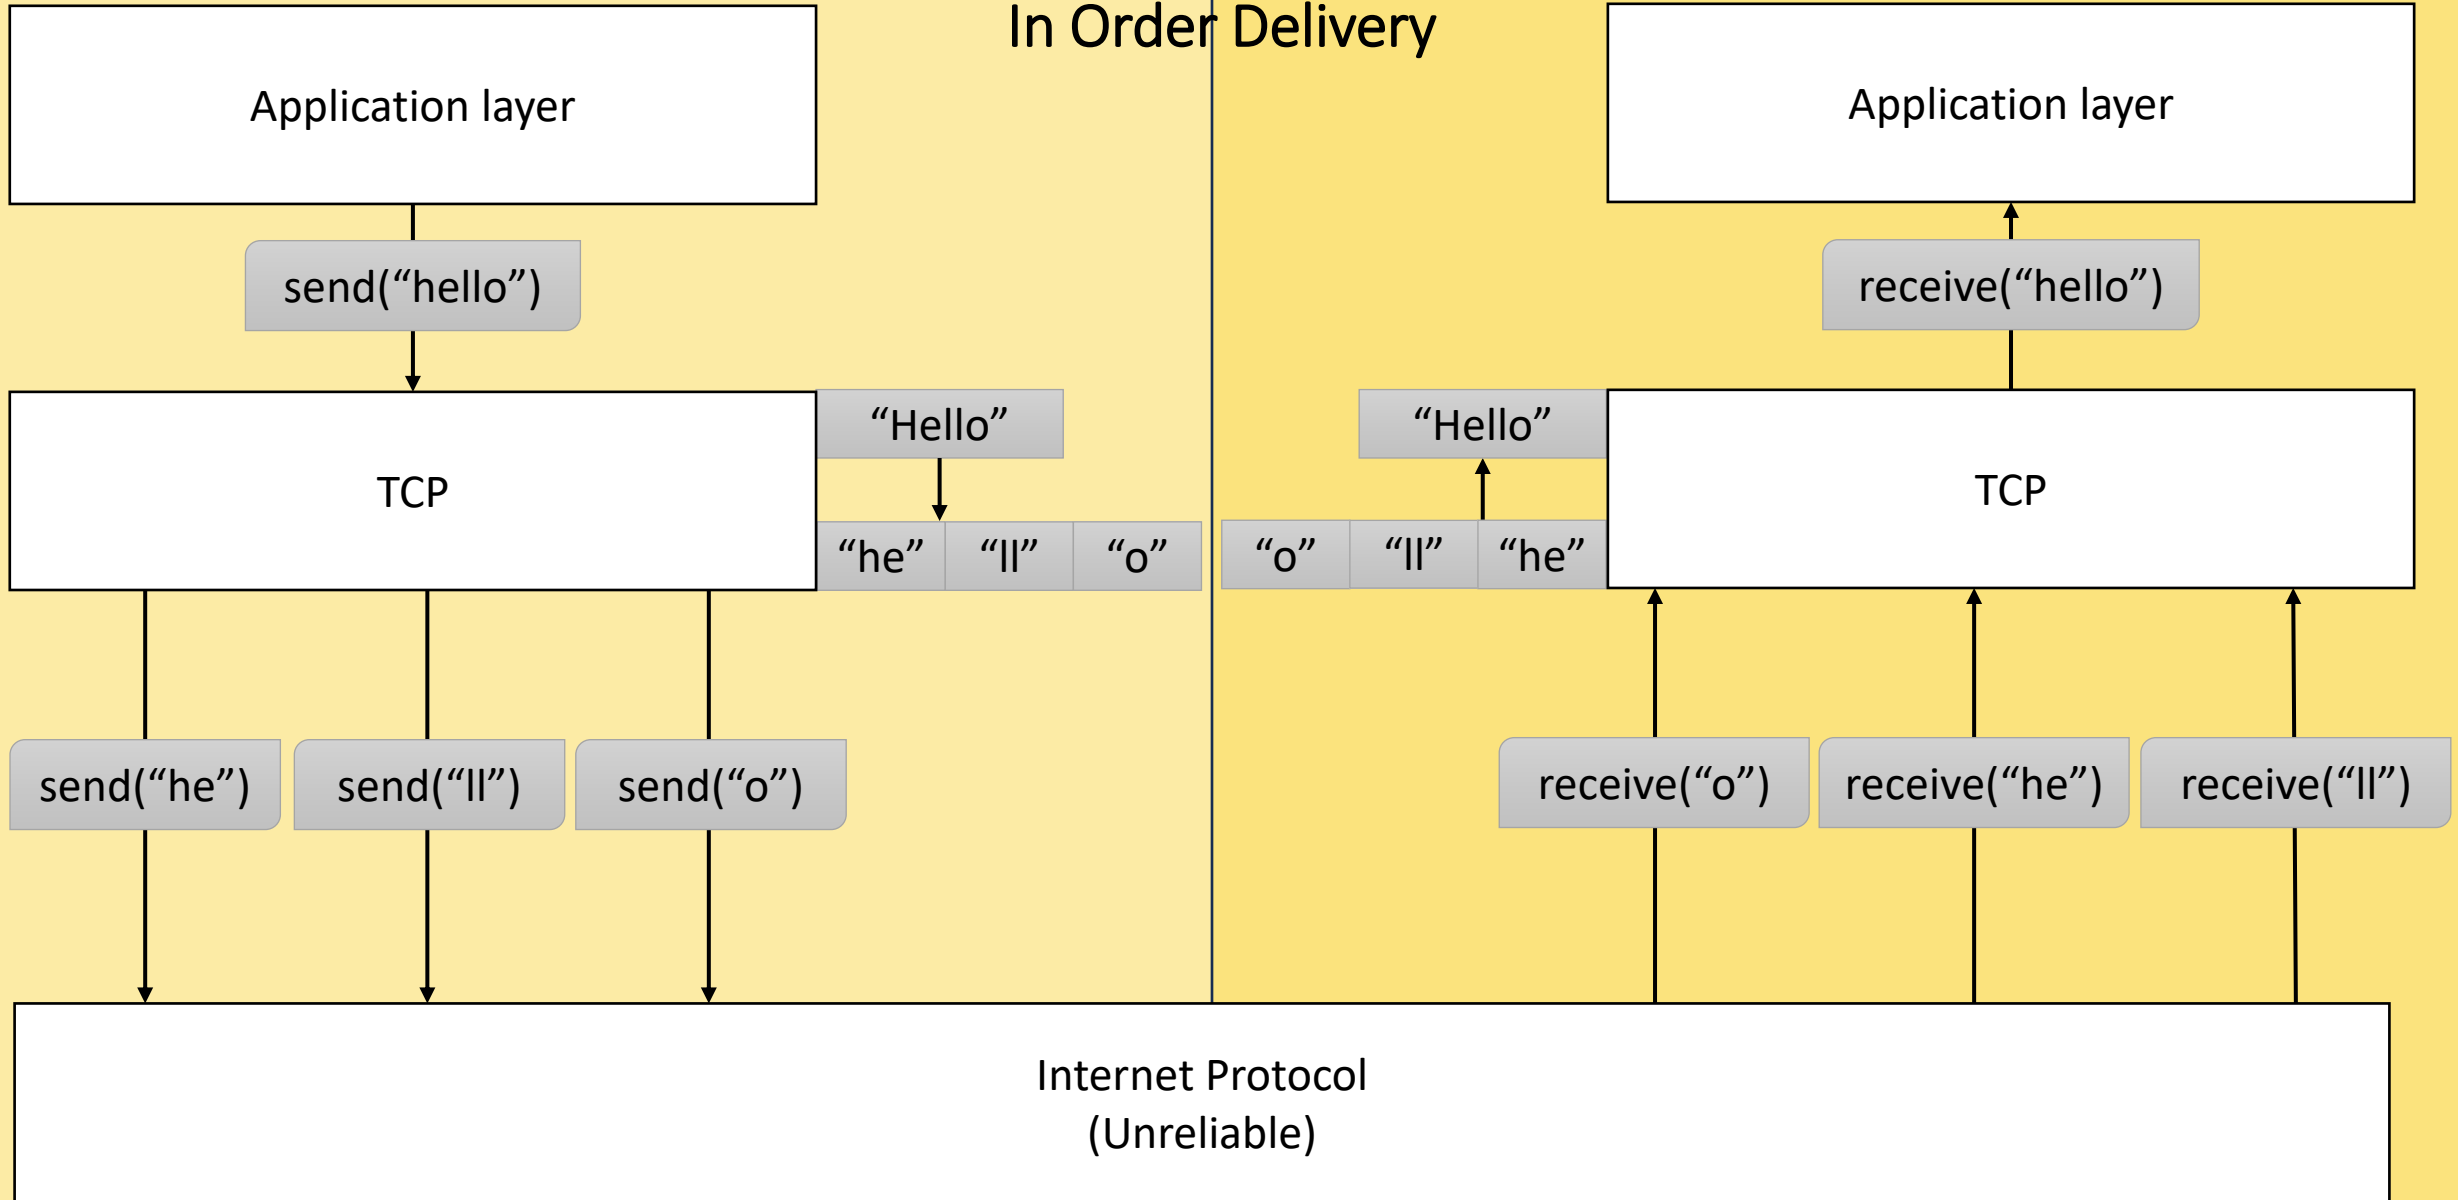 In Order Delivery
Application layer
Application layer
send(“hello”)
receive(“hello”)
“Hello”
“Hello”
TCP
TCP
“he” “ll” “o”
“o” “ll” “he”
send(“he”) send(“ll”) send(“o”)
receive(“o”) receive(“he”) receive(“ll”)
Internet Protocol
(Unreliable)